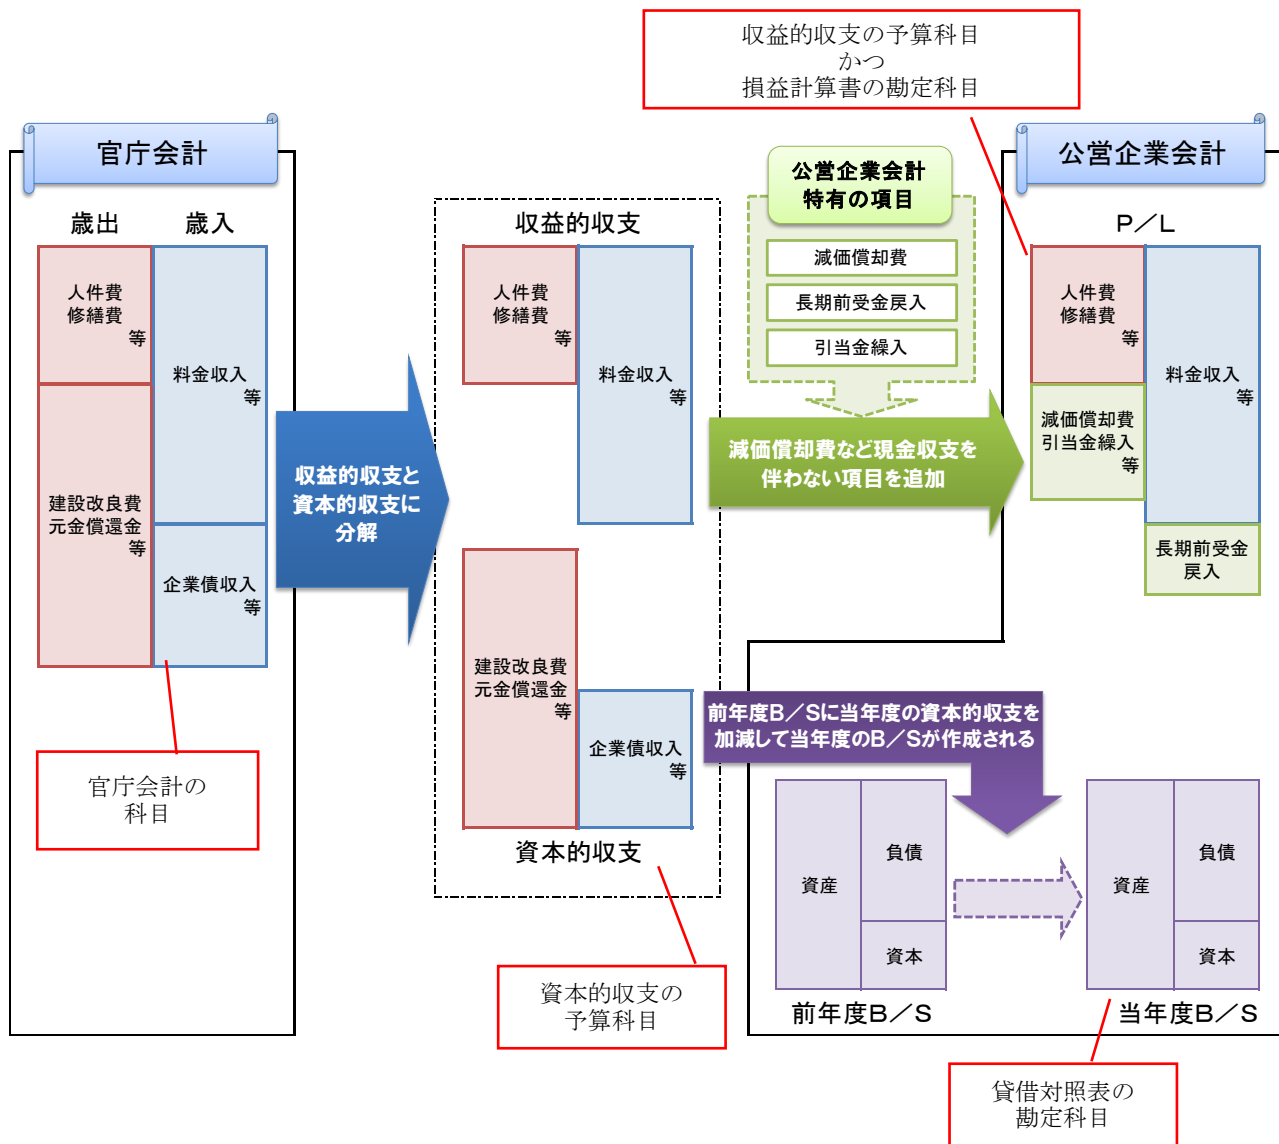 収益的収支の予算科目
かつ
損益計算書の勘定科目
官庁会計
歳出
歳入
人件費
修繕費
等
料金収入
等
建設改良費
元金償還金
等
企業債収入
等
官庁会計の
科目
収益的収支と
資本的収支に
分解
収益的収支
人件費
修繕費
等
料金収入
等
建設改良費
元金償還金
等
企業債収入
等
資本的収支
資本的収支の
予算科目
公営企業会計
特有の項目
減価償却費
長期前受金戻入
引当金繰入
減価償却費など現金収支を
伴わない項目を追加
公営企業会計
P/L
人件費
修繕費
等
料金収入
等
減価償却費
引当金繰入
等
長期前受金
戻入
前年度B/Sに当年度の資本的収支を
加減して当年度のB/Sが作成される
資産
負債
資本
前年度B/S
資産
負債
資本
当年度B/S
貸借対照表の
勘定科目